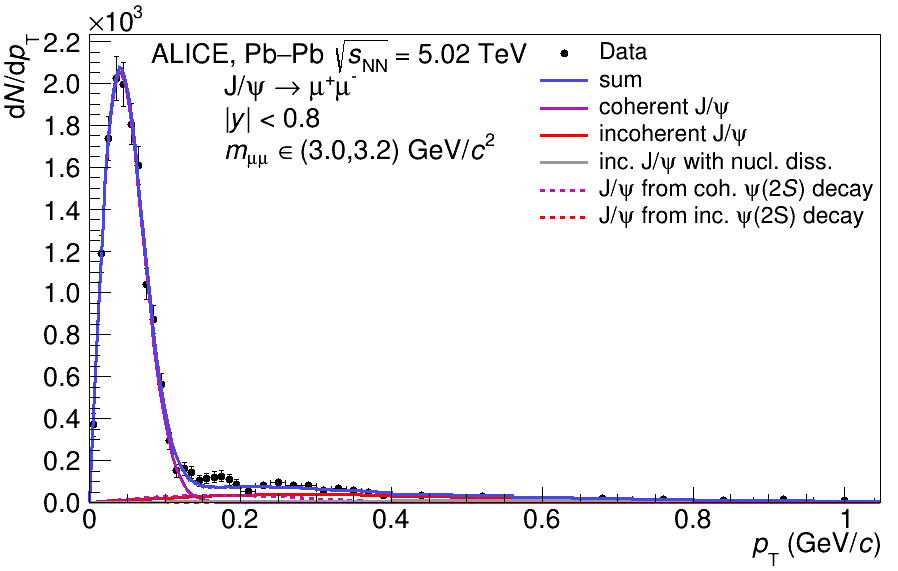 ×10³
dN/dp_T
2.2
2.0
1.8
1.6
1.4
1.2
1.0
0.8
0.6
0.4
0.2
0.0
ALICE, Pb–Pb √s_NN = 5.02 TeV
J/ψ → μ⁺μ⁻
|y| < 0.8
m_μμ ∈ (3.0,3.2) GeV/c²
Data
sum
coherent J/ψ
incoherent J/ψ
inc. J/ψ with nucl. diss.
J/ψ from coh. ψ(2S) decay
J/ψ from inc. ψ(2S) decay
0 0.2 0.4 0.6 0.8 1
p_T (GeV/c)